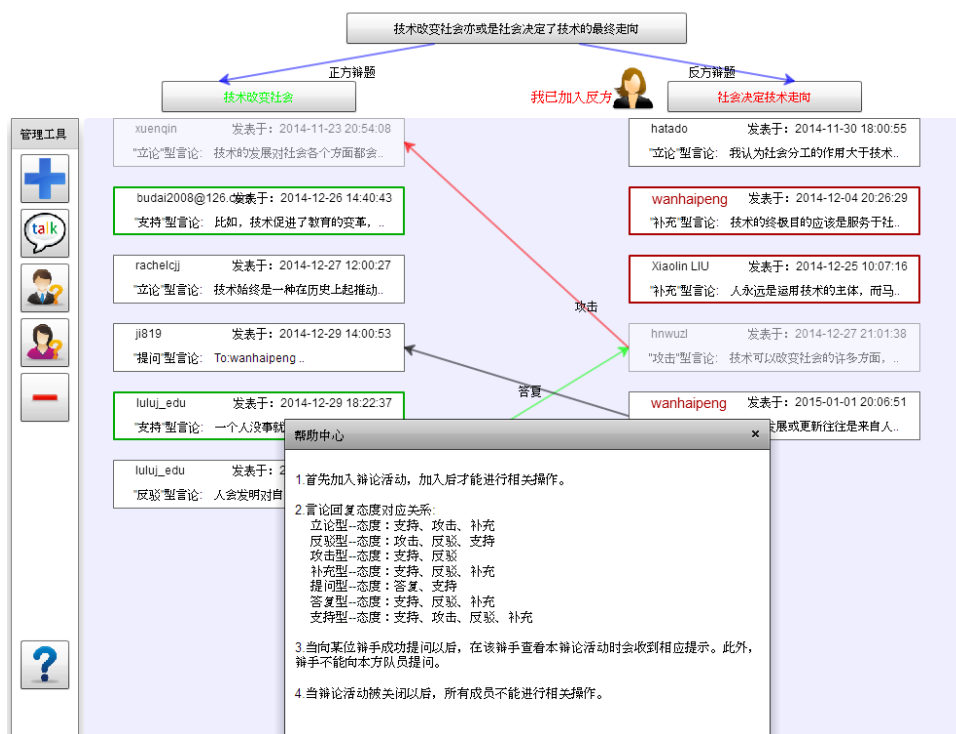 技术改变社会亦或是社会决定了技术的最终走向
正方辩题
反方辩题
技术改变社会
我已加入反方
社会决定技术走向
管理工具
talk
xuenqin 发表于：2014-11-23 20:54:08
"立论"型言论： 技术的发展对社会各个方面都会..
budai2008@126.c 发表于：2014-12-26 14:40:43
"支持"型言论： 比如，技术促进了教育的变革，..
rachelcjj 发表于：2014-12-27 12:00:27
"立论"型言论： 技术始终是一种在历史上起推动..
ji819 发表于：2014-12-29 14:00:53
"提问"型言论： To:wanhaipeng ..
luluj_edu 发表于：2014-12-29 18:22:37
"支持"型言论： 一个人没事就
luluj_edu 发表于：2
"反驳"型言论： 人会发明对自
攻击
答复
hatado 发表于：2014-11-30 18:00:55
"立论"型言论： 我认为社会分工的作用大于技术..
wanhaipeng 发表于：2014-12-04 20:26:29
"补充"型言论： 技术的终极目的应该是服务于社..
Xiaolin LIU 发表于：2014-12-25 10:07:16
"补充"型言论： 人永远是运用技术的主体，而马..
hnwuzl 发表于：2014-12-27 21:01:38
"攻击"型言论： 技术可以改变社会的许多方面，..
wanhaipeng 发表于：2015-01-01 20:06:51
发展或更新往往是来自人..
帮助中心 ×
1.首先加入辩论活动，加入后才能进行相关操作。
2.言论回复态度对应关系:
立论型--态度：支持、攻击、补充
反驳型--态度：攻击、反驳、支持
攻击型--态度：支持、反驳
补充型--态度：支持、反驳、补充
提问型--态度：答复、支持
答复型--态度：支持、反驳、补充
支持型--态度：支持、攻击、反驳、补充
3.当向某位辩手成功提问以后，在该辩手查看本辩论活动时会收到相应提示。此外，
辩手不能向本方队员提问。
4.当辩论活动被关闭以后，所有成员不能进行相关操作。